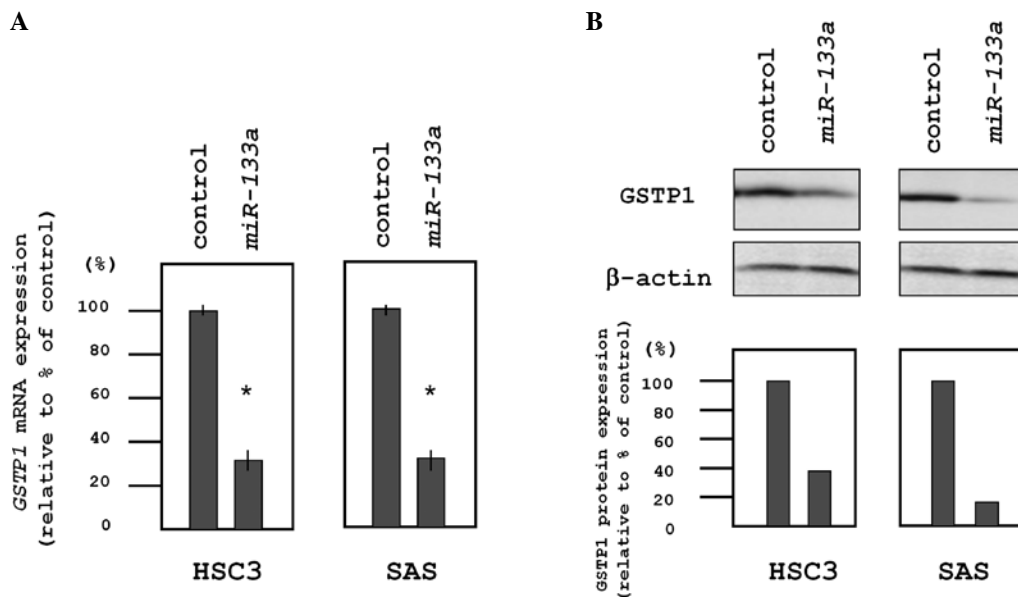 A
control
miR-133a
control
miR-133a
GSTP1 mRNA expression
(relative to % of control)
(%)
100
80
60
40
20
0
*
*
HSC3
SAS
B
control
miR-133a
control
miR-133a
GSTP1
β-actin
GSTP1 protein expression
(relative to % of control)
(%)
100
80
60
40
20
0
HSC3
SAS